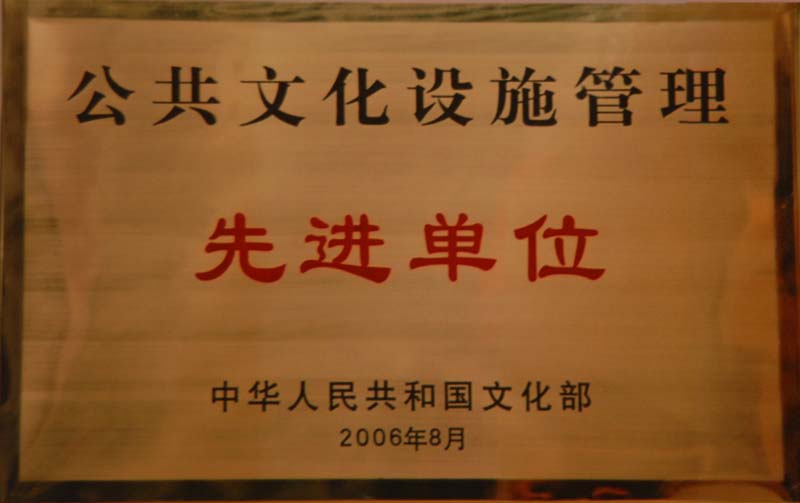 公共文化设施管理
先进单位
中华人民共和国文化部
2006年8月